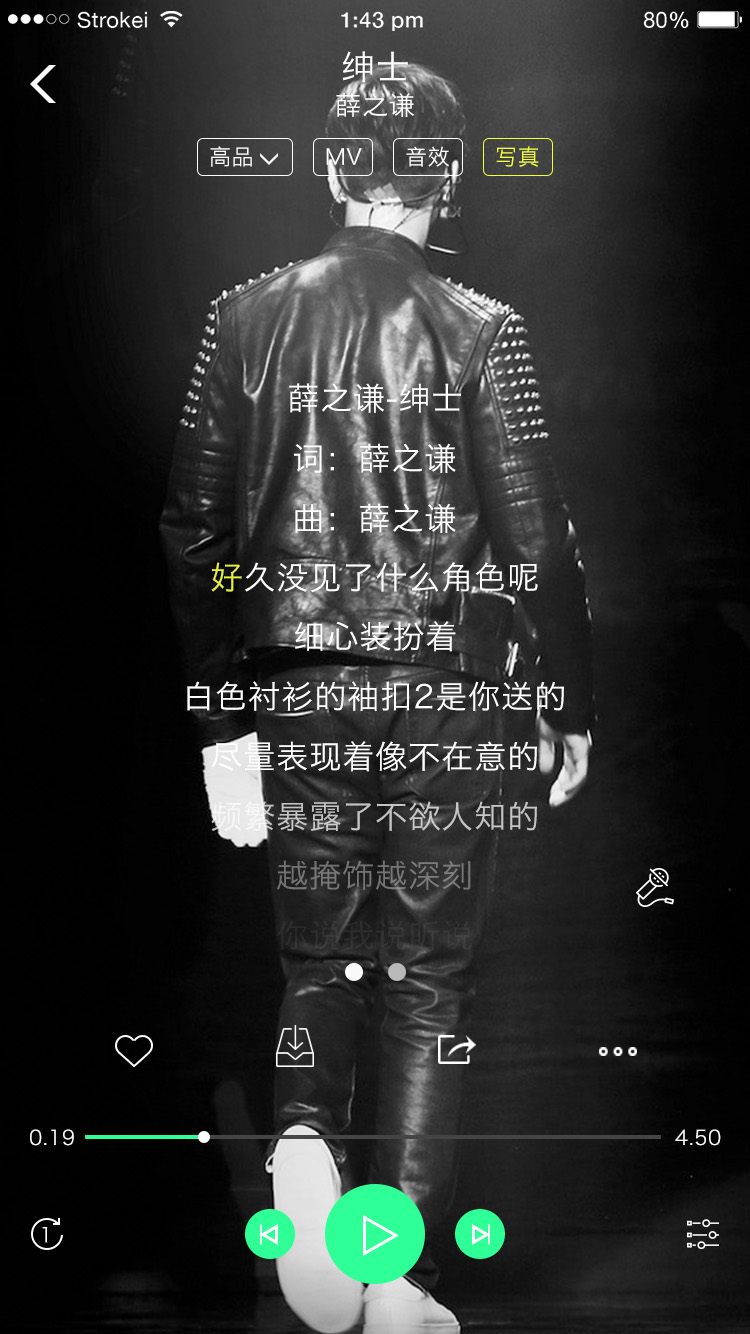 Strokei 1:43 pm 80%
绅士
薛之谦
高品 MV 音效 写真
薛之谦-绅士
词：薛之谦
曲：薛之谦
好久没见了什么角色呢
细心装扮着
白色衬衫的袖扣2是你送的
尽量表现着像不在意的
频繁暴露了不欲人知的
越掩饰越深刻
你说我说听说
0.19 4.50
1